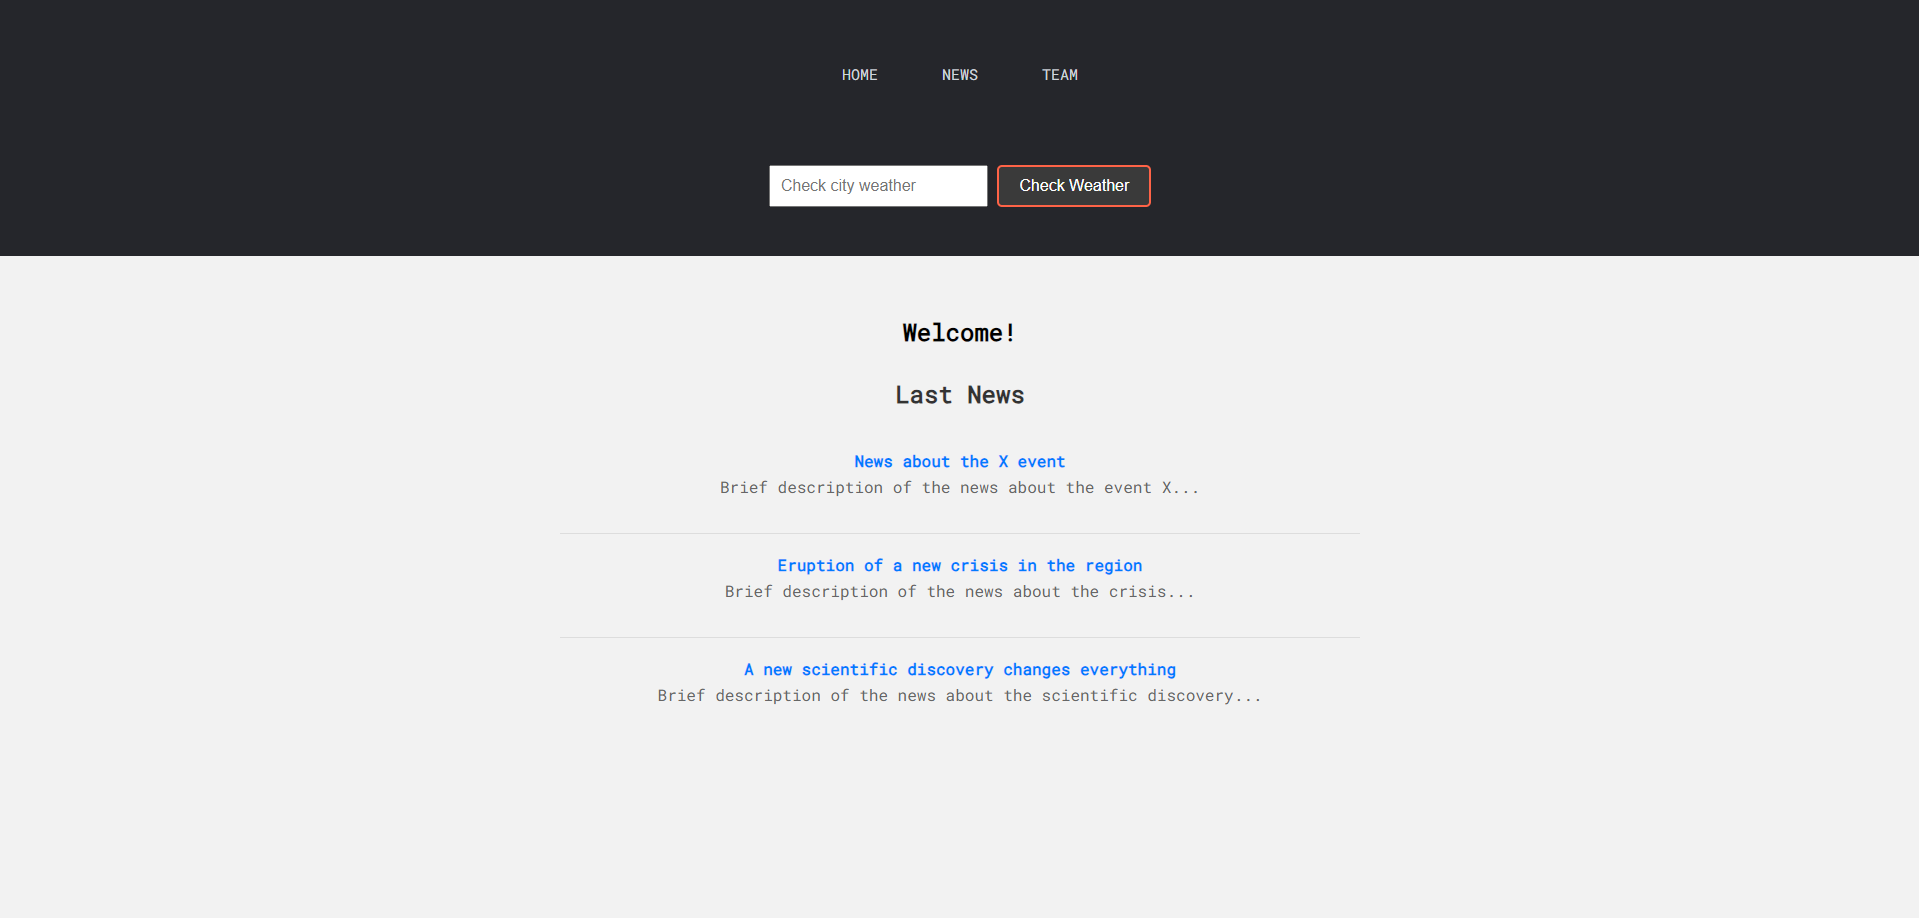 HOME NEWS TEAM
Check city weather Check Weather
Welcome!
Last News
News about the X event
Brief description of the news about the event X...
Eruption of a new crisis in the region
Brief description of the news about the crisis...
A new scientific discovery changes everything
Brief description of the news about the scientific discovery...